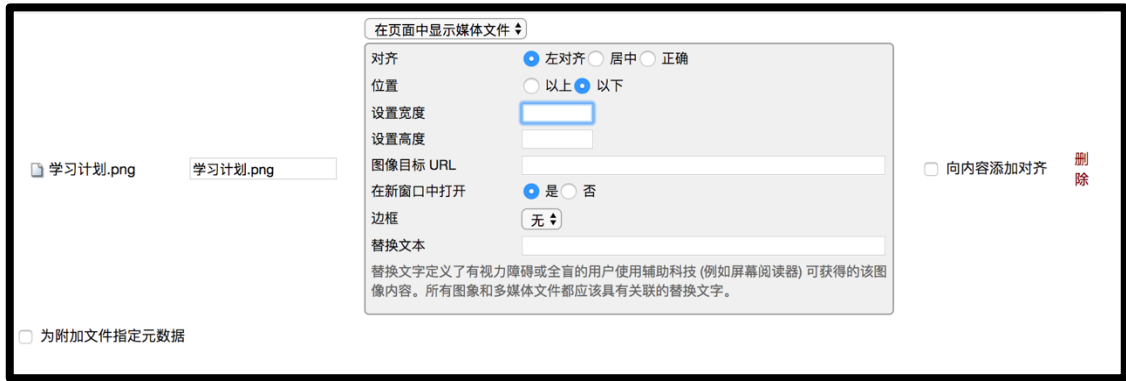 在页面中显示媒体文件
对齐 左对齐 居中 正确
位置 以上 以下
设置宽度
设置高度
学习计划.png 学习计划.png 图像目标 URL 向内容添加对齐 删除
在新窗口中打开 是 否
边框 无
替换文本
替换文字定义了有视力障碍或全盲的用户使用辅助科技 (例如屏幕阅读器) 可获得的该图
像内容。所有图象和多媒体文件都应该具有关联的替换文字。
为附加文件指定元数据